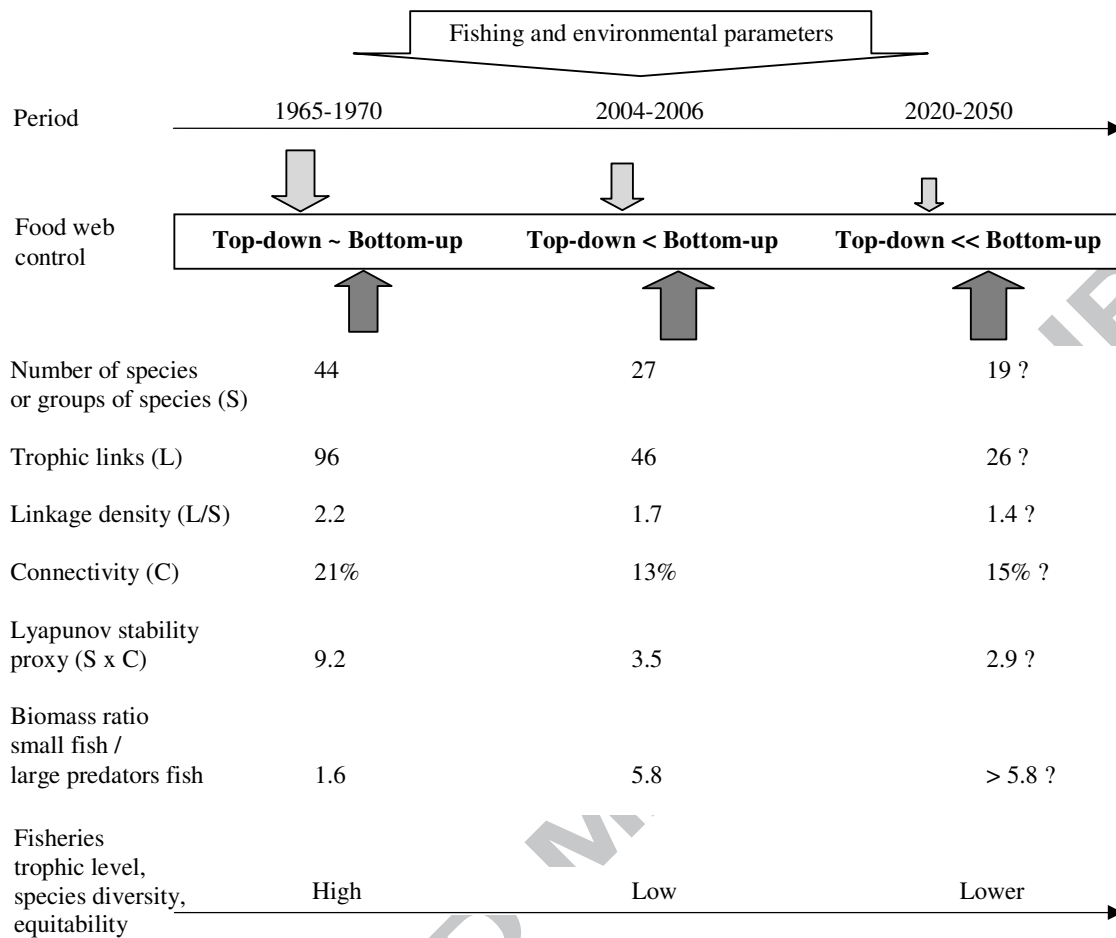 Fishing and environmental parameters
Period 1965-1970 2004-2006 2020-2050
Food web
control
Top-down ~ Bottom-up Top-down < Bottom-up Top-down << Bottom-up
Number of species
or groups of species (S) 44 27 19 ?
Trophic links (L) 96 46 26 ?
Linkage density (L/S) 2.2 1.7 1.4 ?
Connectivity (C) 21% 13% 15% ?
Lyapunov stability
proxy (S x C) 9.2 3.5 2.9 ?
Biomass ratio
small fish /
large predators fish 1.6 5.8 > 5.8 ?
Fisheries
trophic level,
species diversity, High Low Lower
equitability